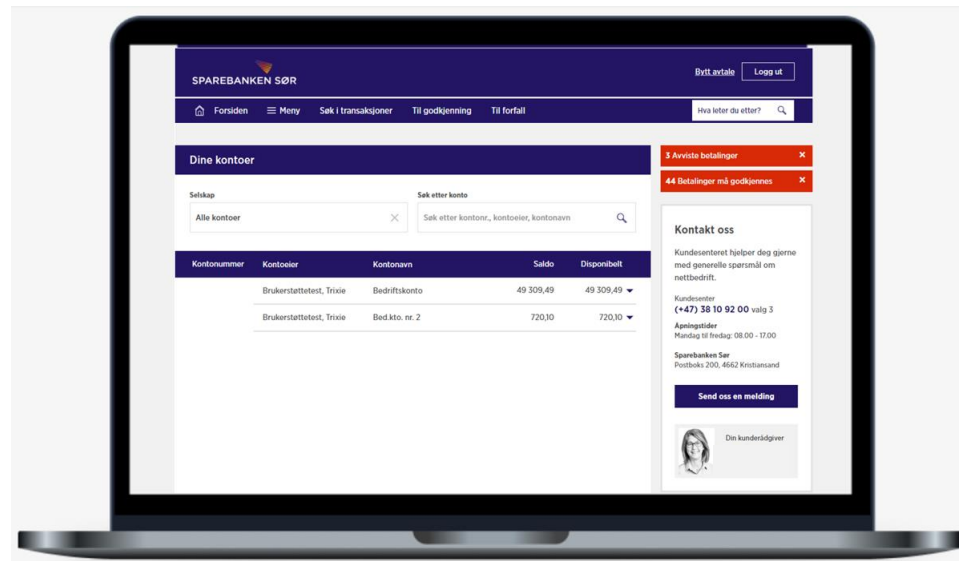 SPAREBANKEN SØR
Bytt avtale
Logg ut
Forsiden
Meny
Søk i transaksjoner
Til godkjenning
Til forfall
Hva leter du etter?
Dine kontoer
Selskap
Alle kontoer
Søk etter konto
Søk etter kontonr., kontoeier, kontonavn
Kontonummer Kontoeier Kontonavn Saldo Disponibelt
Brukerstøttetest, Trixie Bedriftskonto 49 309,49 49 309,49
Brukerstøttetest, Trixie Bed.kto. nr. 2 720,10 720,10
3 Avviste betalinger
44 Betalinger må godkjennes
Kontakt oss
Kundesenteret hjelper deg gjerne
med generelle spørsmål om
nettbedrift.
Kundesenter
(+47) 38 10 92 00 valg 3
Åpningstider
Mandag til fredag: 08.00 - 17.00
Sparebanken Sør
Postboks 200, 4662 Kristiansand
Send oss en melding
Din kunderådgiver